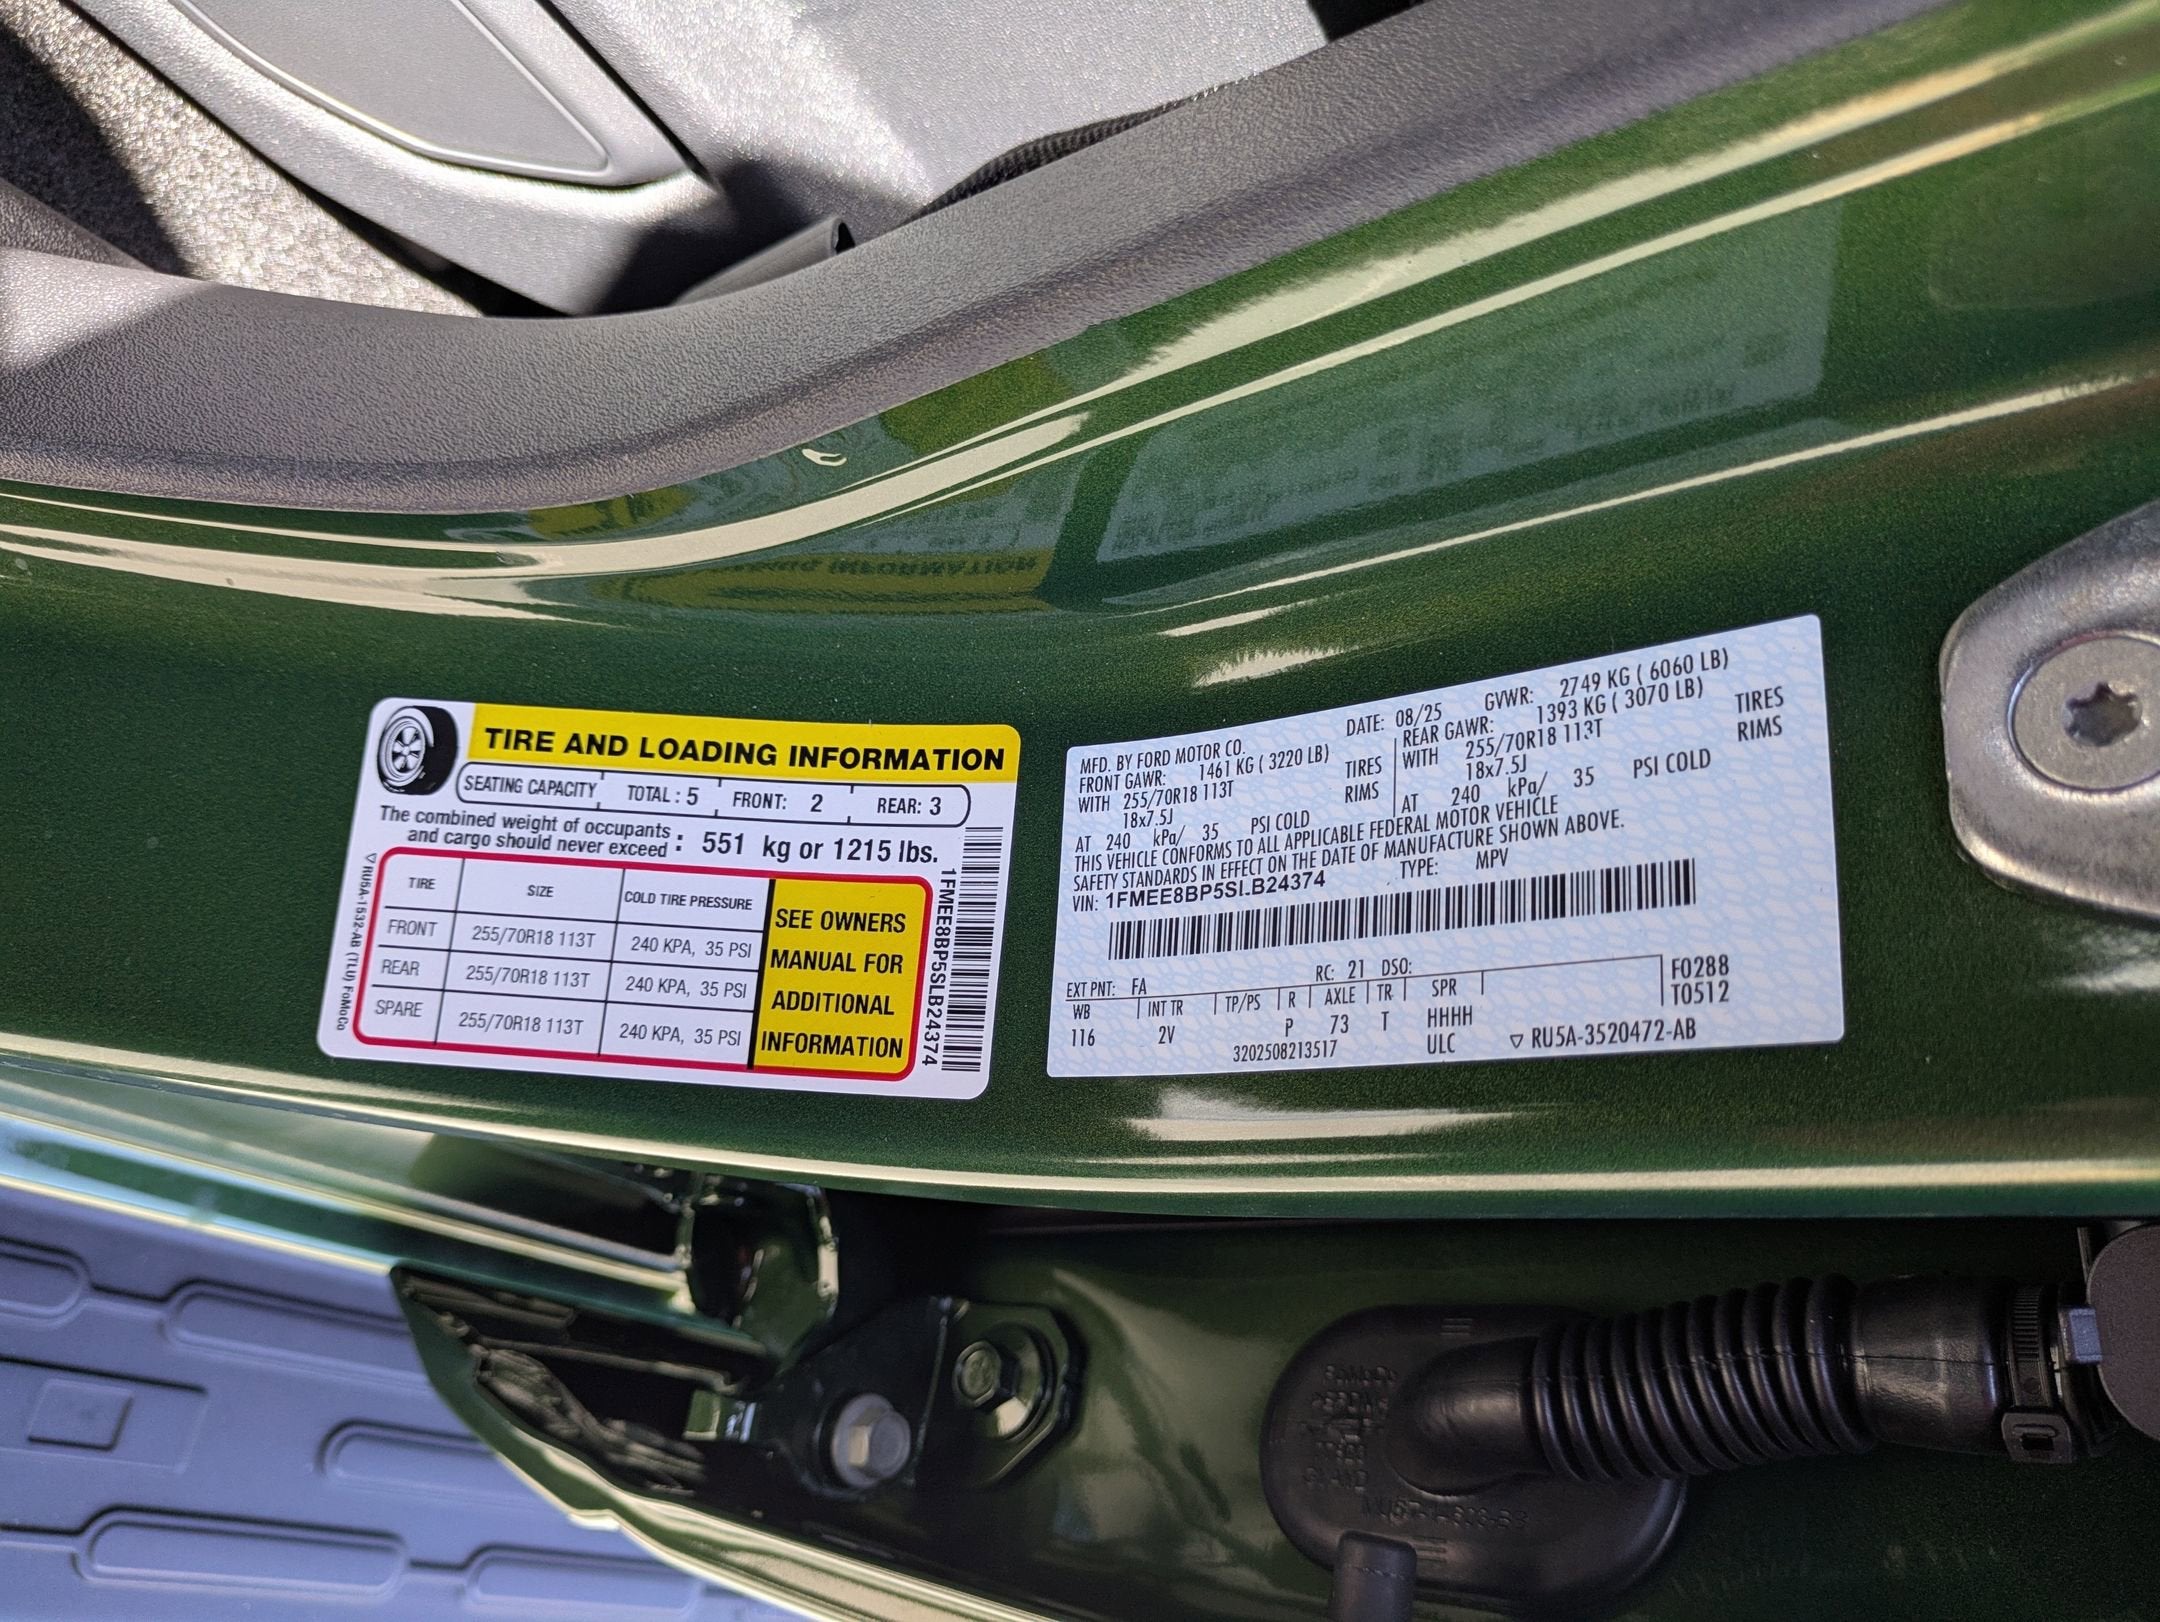 TIRE AND LOADING INFORMATION
SEATING CAPACITY TOTAL : 5 FRONT: 2 REAR: 3
The combined weight of occupants
and cargo should never exceed : 551 kg or 1215 lbs.
TIRE SIZE COLD TIRE PRESSURE
FRONT 255/70R18 113T 240 KPA, 35 PSI
REAR 255/70R18 113T 240 KPA, 35 PSI
SPARE 255/70R18 113T 240 KPA, 35 PSI
SEE OWNERS
MANUAL FOR
ADDITIONAL
INFORMATION
RU5A-1532-AB (TLU) FoMoCo
1FMEE8BP5SLB24374
MFD. BY FORD MOTOR CO. DATE: 08/25 GVWR: 2749 KG ( 6060 LB)
FRONT GAWR: 1461 KG ( 3220 LB) REAR GAWR: 1393 KG ( 3070 LB)
WITH 255/70R18 113T TIRES WITH 255/70R18 113T TIRES
18x7.5J RIMS 18x7.5J RIMS
AT 240 kPa/ 35 PSI COLD AT 240 kPa/ 35 PSI COLD
THIS VEHICLE CONFORMS TO ALL APPLICABLE FEDERAL MOTOR VEHICLE
SAFETY STANDARDS IN EFFECT ON THE DATE OF MANUFACTURE SHOWN ABOVE.
VIN: 1FMEE8BP5SLB24374 TYPE: MPV
EXT PNT: FA RC: 21 DSO:
WB INT TR TP/PS R AXLE TR SPR F0288
116 2V P 73 T HHHH T0512
3202508213517 ULC RU5A-3520472-AB
FoMoCo